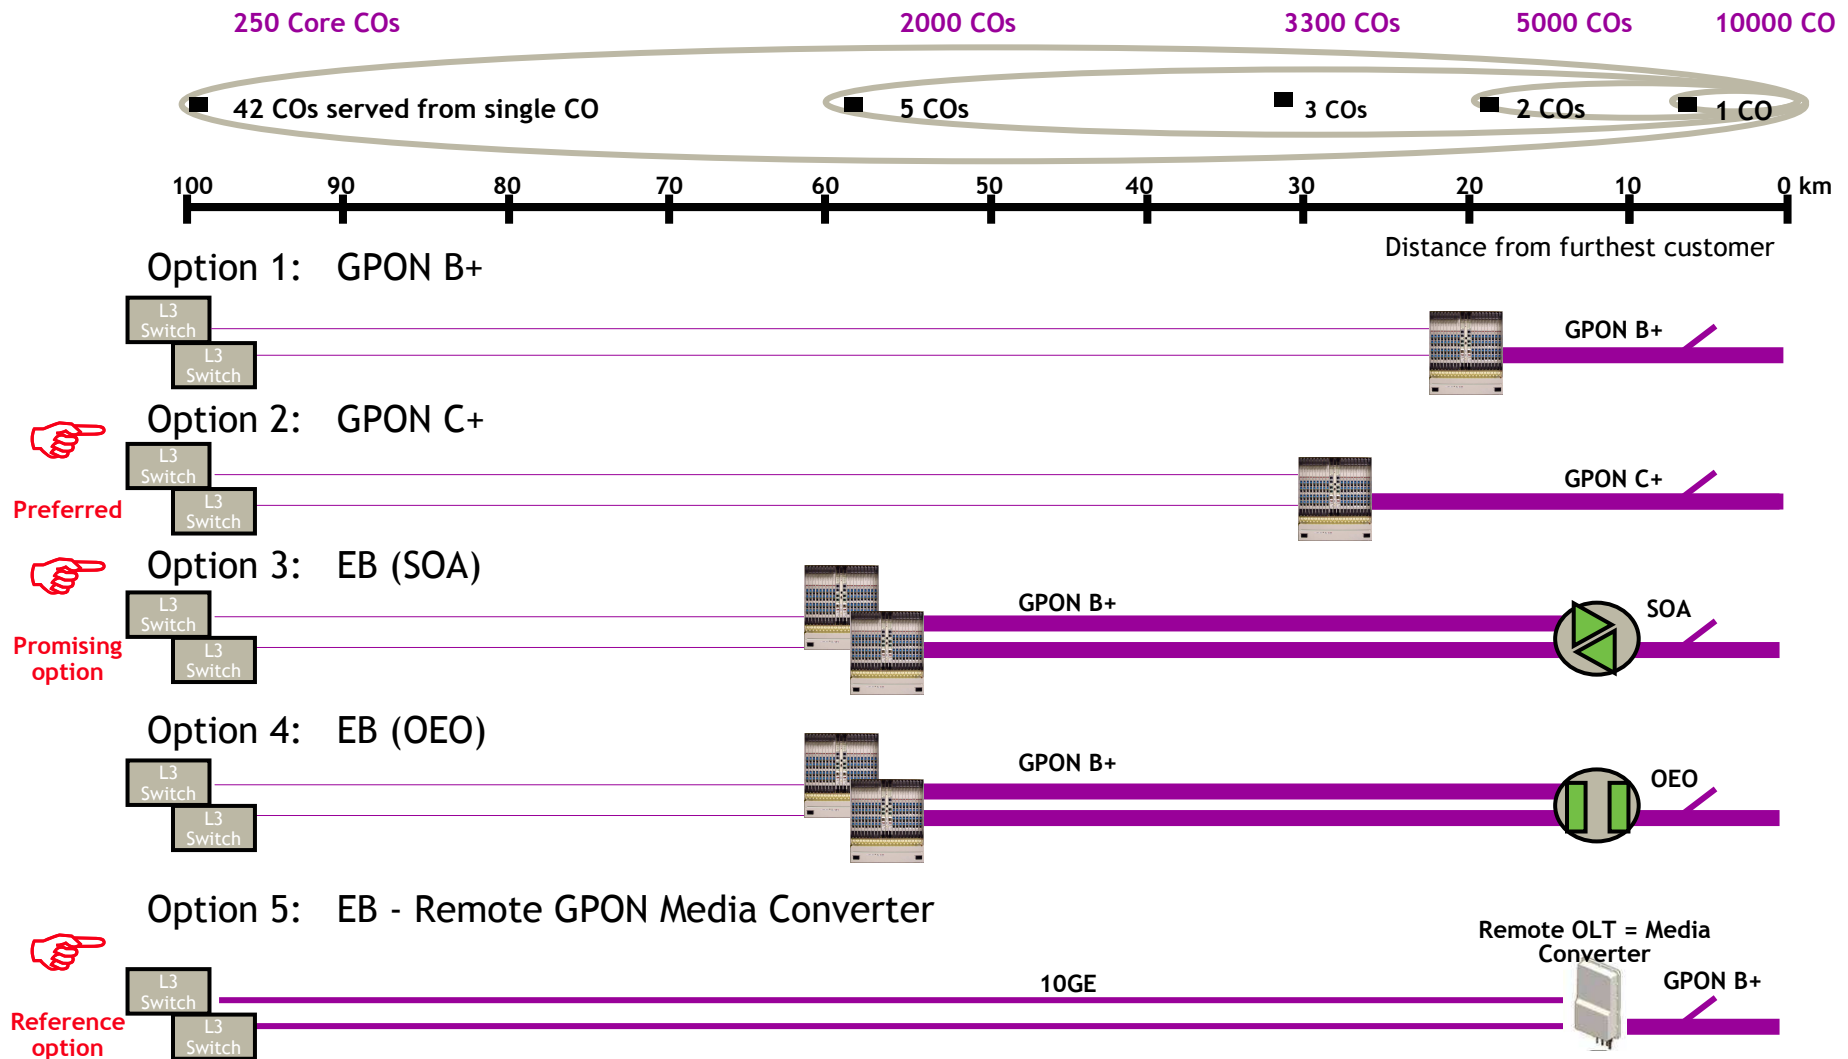 250 Core COs
2000 COs
3300 COs
5000 COs
10000 CO
42 COs served from single CO
5 COs
3 COs
2 COs
1 CO
100
90
80
70
60
50
40
30
20
10
0 km
Distance from furthest customer
Option 1: GPON B+
L3
Switch
L3
Switch
GPON B+
Option 2: GPON C+
L3
Switch
L3
Switch
Preferred
GPON C+
Option 3: EB (SOA)
L3
Switch
L3
Switch
Promising
option
GPON B+
SOA
Option 4: EB (OEO)
L3
Switch
L3
Switch
GPON B+
OEO
Option 5: EB - Remote GPON Media Converter
L3
Switch
L3
Switch
Reference
option
10GE
Remote OLT = Media
Converter
GPON B+